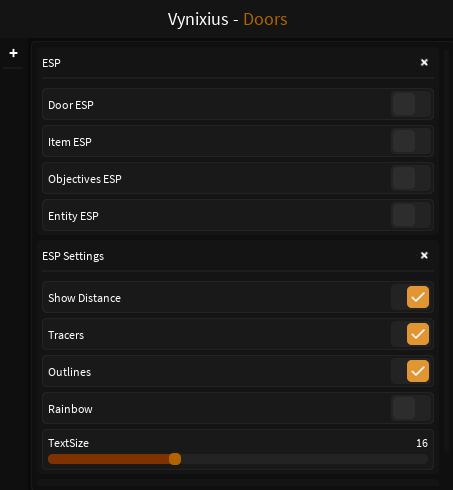 Vynixius - Doors
+
ESP
Door ESP
Item ESP
Objectives ESP
Entity ESP
ESP Settings
Show Distance
Tracers
Outlines
Rainbow
TextSize 16